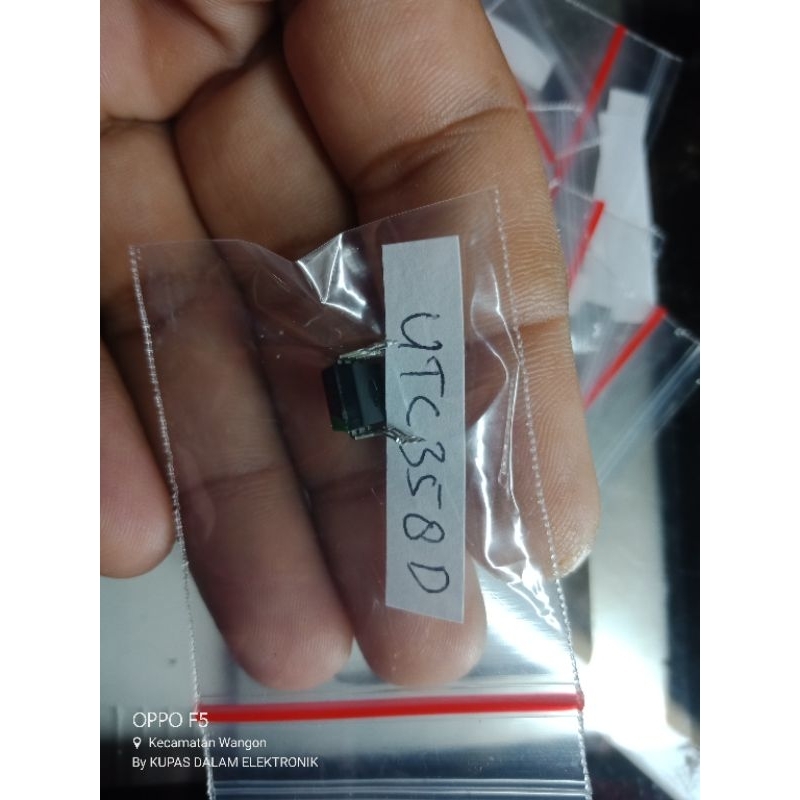 UTC358D
OPPO F5
Kecamatan Wangon
By KUPAS DALAM ELEKTRONIK